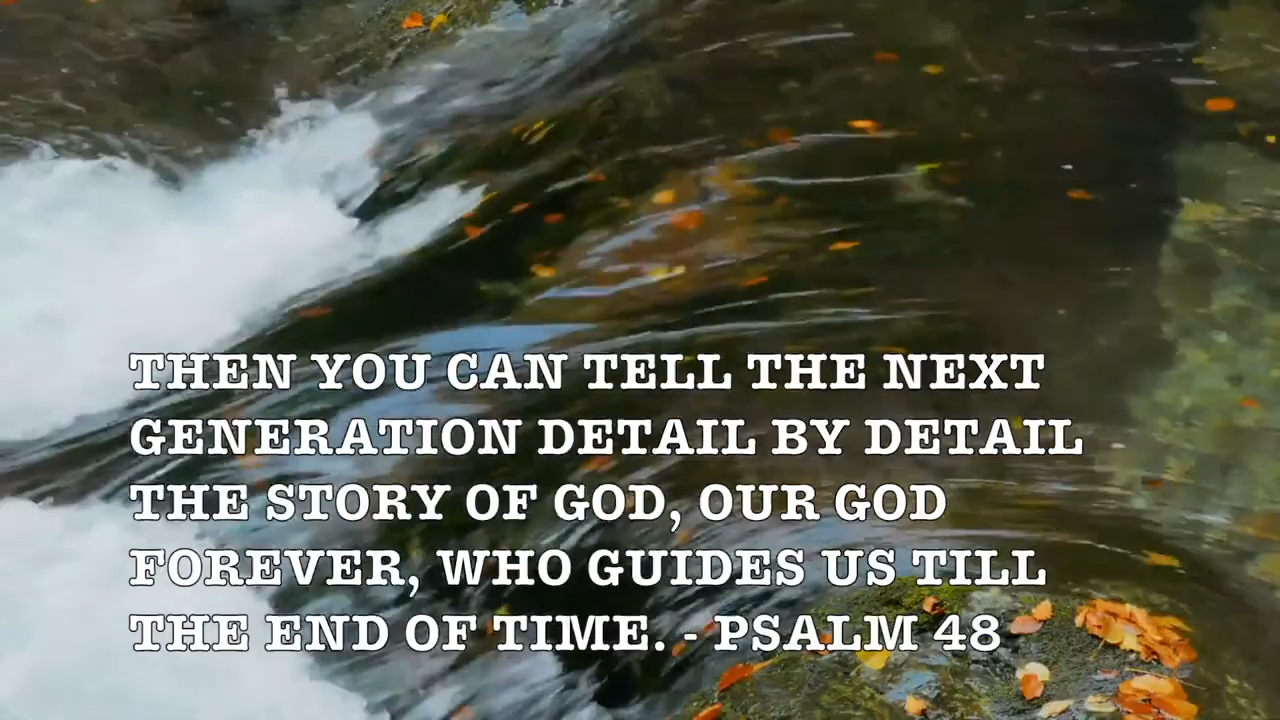 THEN YOU CAN TELL THE NEXT
GENERATION DETAIL BY DETAIL
THE STORY OF GOD, OUR GOD
FOREVER, WHO GUIDES US TILL
THE END OF TIME. - PSALM 48